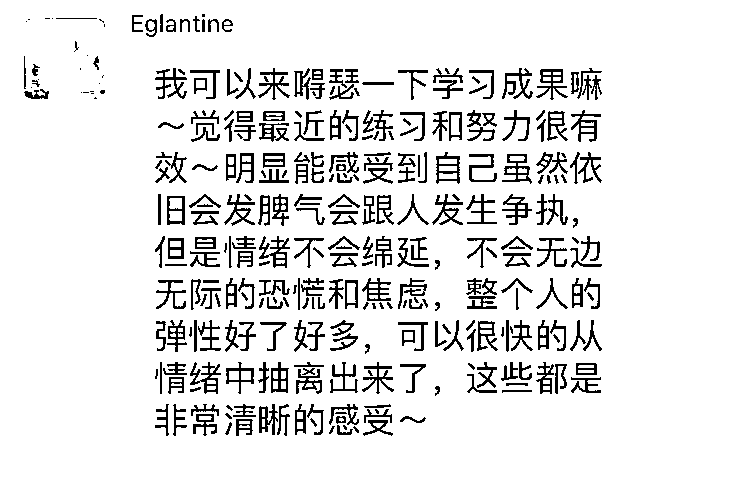 Eglantine
我可以来嘚瑟一下学习成果嘛
～觉得最近的练习和努力很有
效～明显能感受到自己虽然依
旧会发脾气会跟人发生争执，
但是情绪不会绵延，不会无边
无际的恐慌和焦虑，整个人的
弹性好了好多，可以很快的从
情绪中抽离出来了，这些都是
非常清晰的感受～